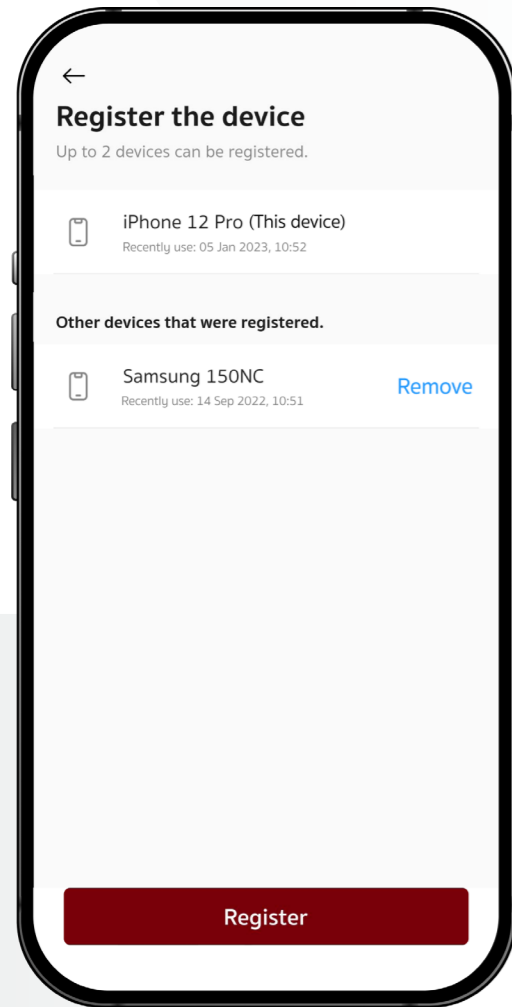 Register the device
Up to 2 devices can be registered.
iPhone 12 Pro (This device)
Recently use: 05 Jan 2023, 10:52
Other devices that were registered.
Samsung 150NC
Remove
Recently use: 14 Sep 2022, 10:51
Register